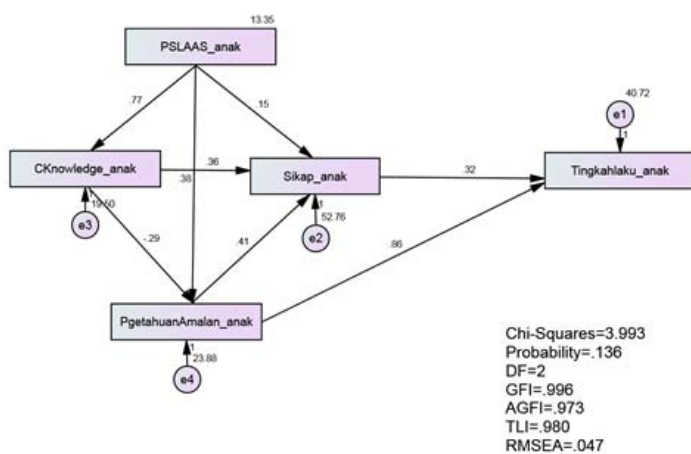 13.35
PSLAAS_anak
.77
.15
40.72
e1
1
CKnowledge_anak
.36
Sikap_anak
.32
Tingkahlaku_anak
.38
1
19.50
e3
1
52.76
e2
-.29
.41
.86
PgetahuanAmalan_anak
1
23.88
e4
Chi-Squares=3.993
Probability=.136
DF=2
GFI=.996
AGFI=.973
TLI=.980
RMSEA=.047